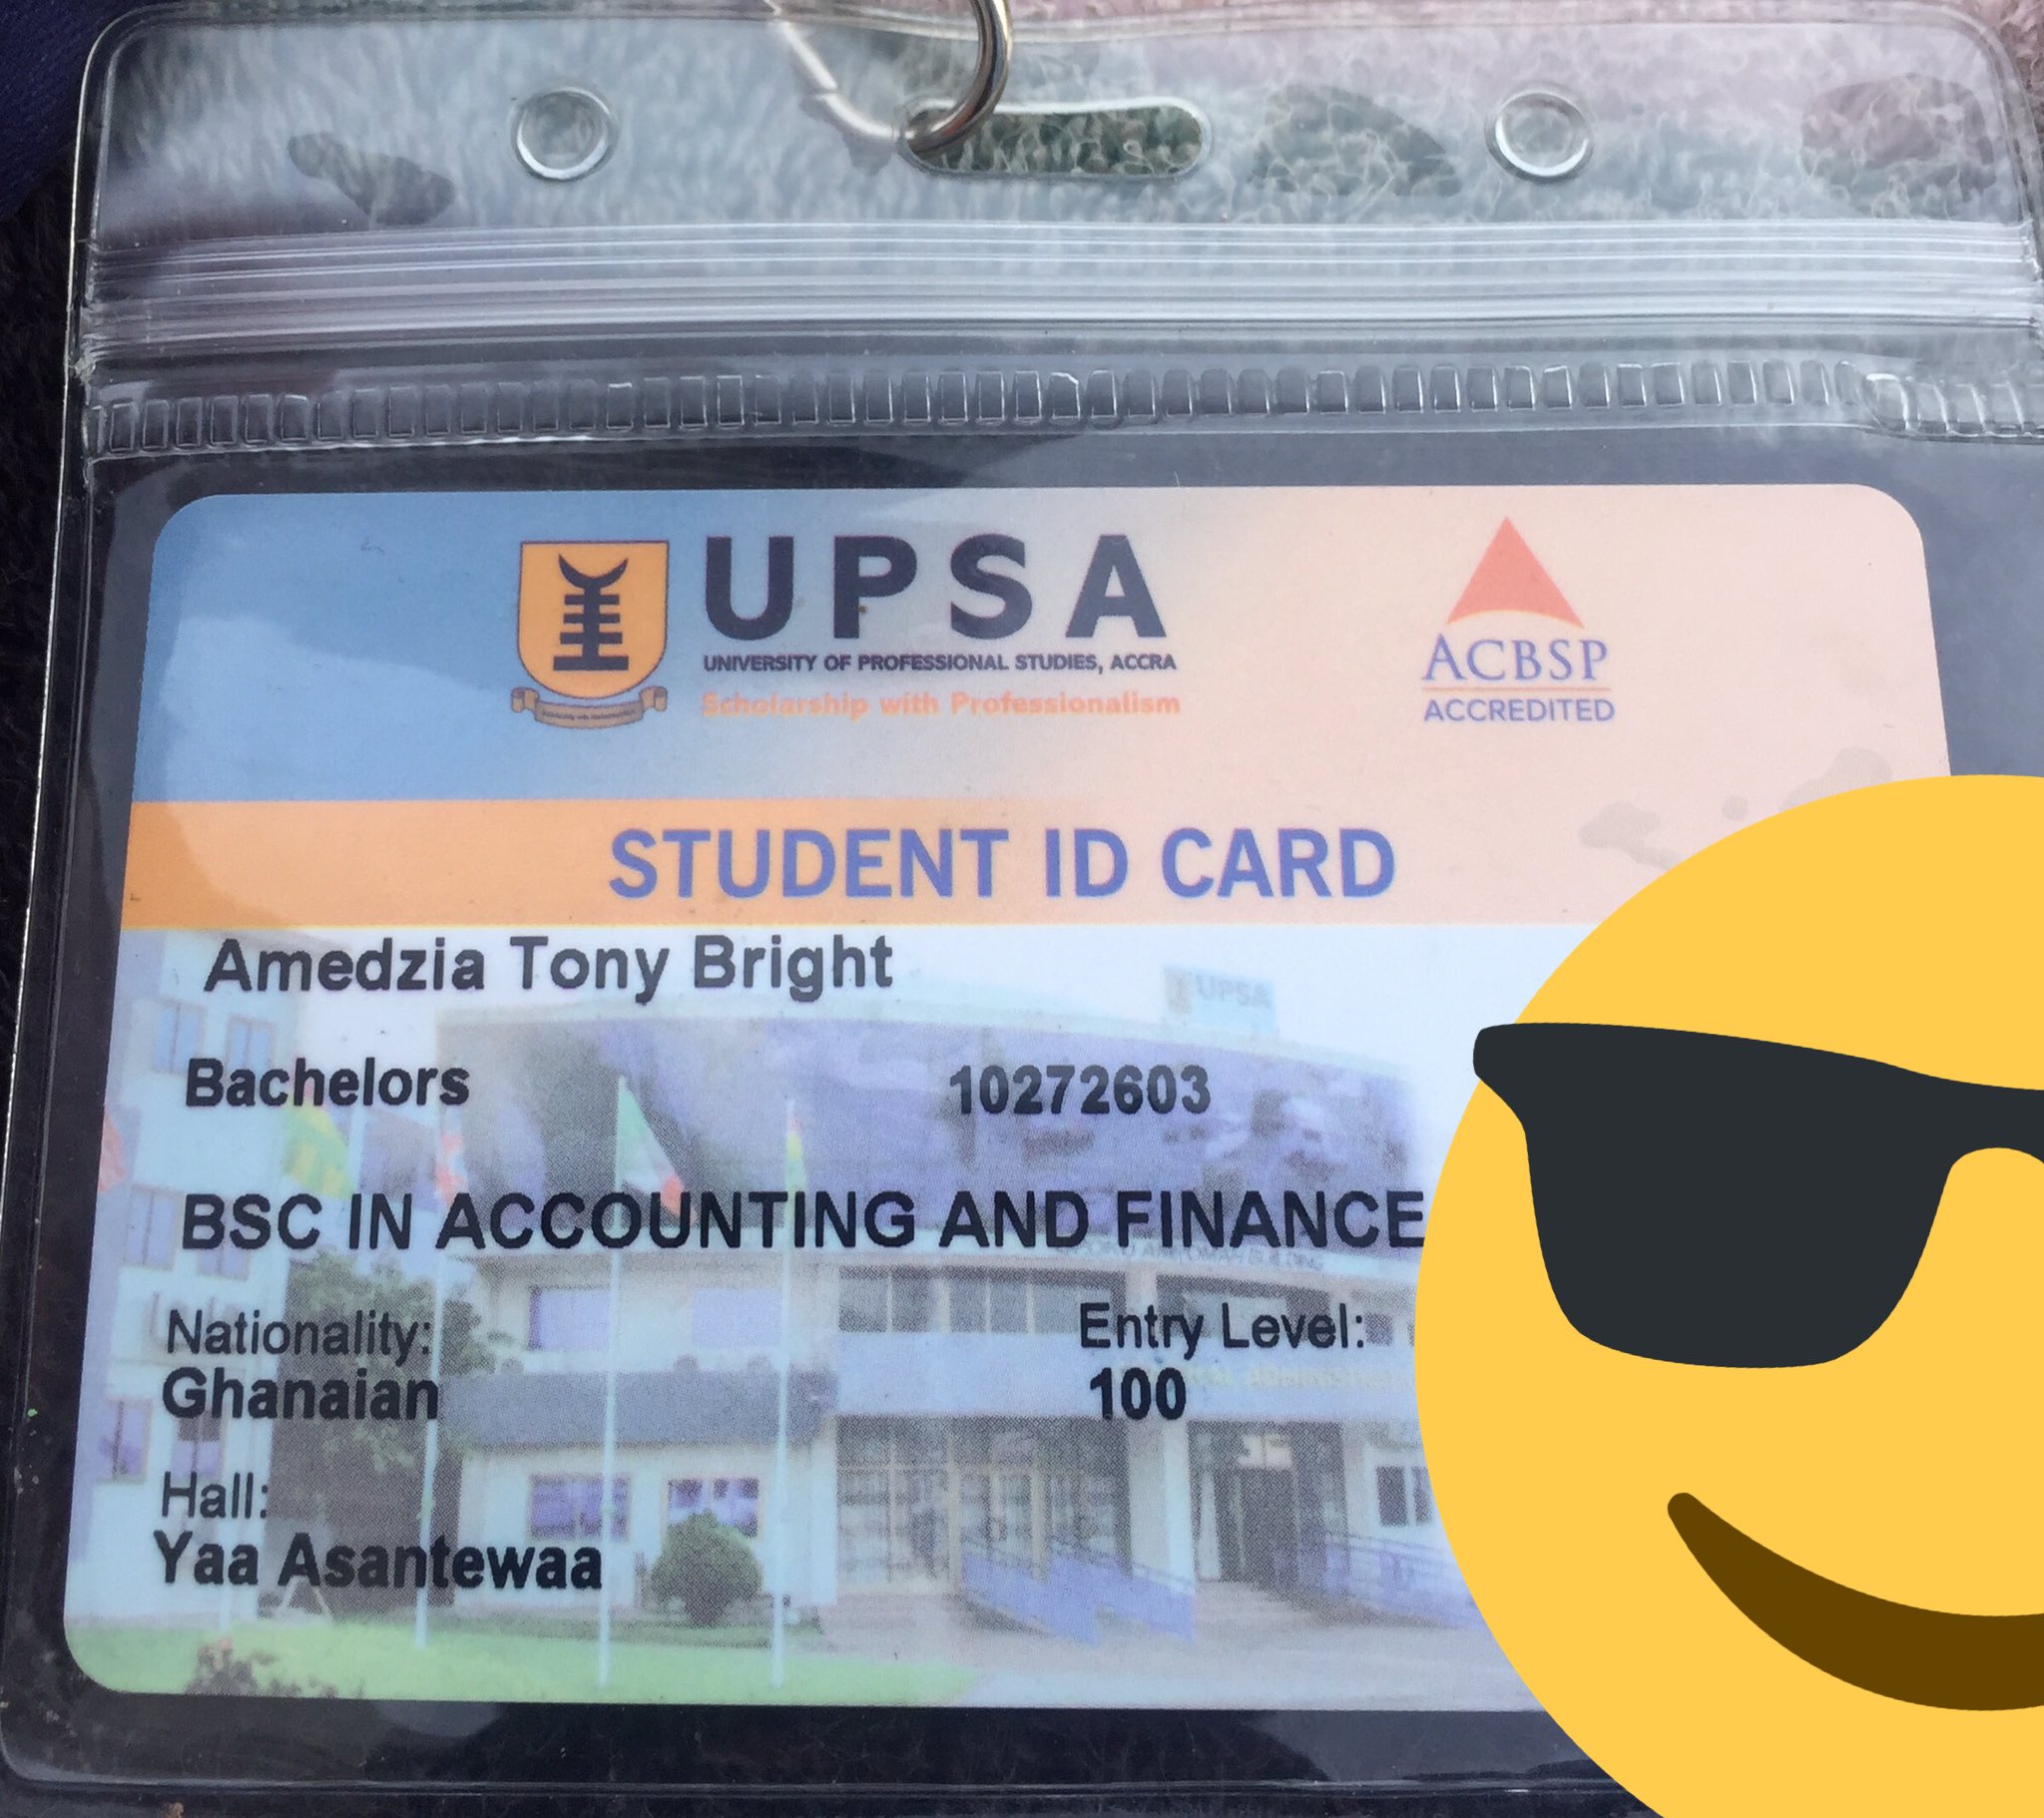 UPSA
UNIVERSITY OF PROFESSIONAL STUDIES, ACCRA
Scholarship with Professionalism
ACBSP
ACCREDITED
STUDENT ID CARD
Amedzia Tony Bright
UPSA
Bachelors 10272603
BSC IN ACCOUNTING AND FINANCE
Nationality: Entry Level:
Ghanaian 100
Hall:
Yaa Asantewaa